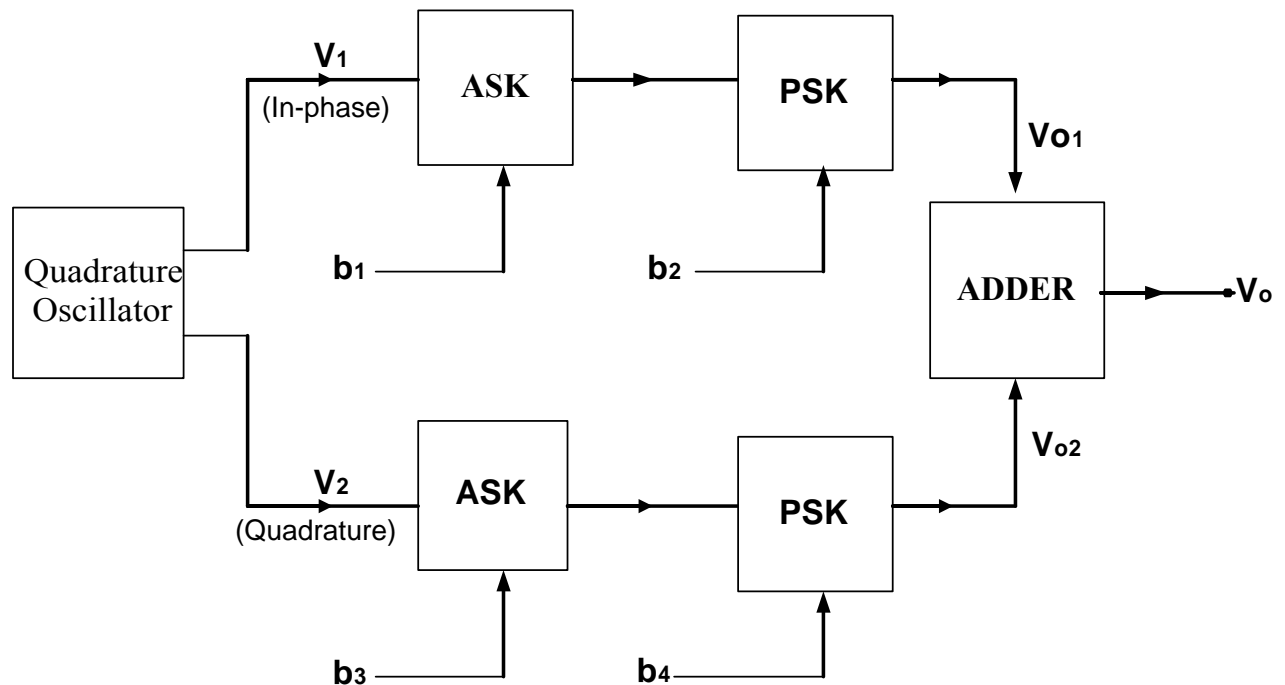 V1
(In-phase)
ASK
PSK
Vo1
b1
b2
Quadrature
Oscillator
ADDER
Vo
V2
(Quadrature)
ASK
PSK
Vo2
b3
b4